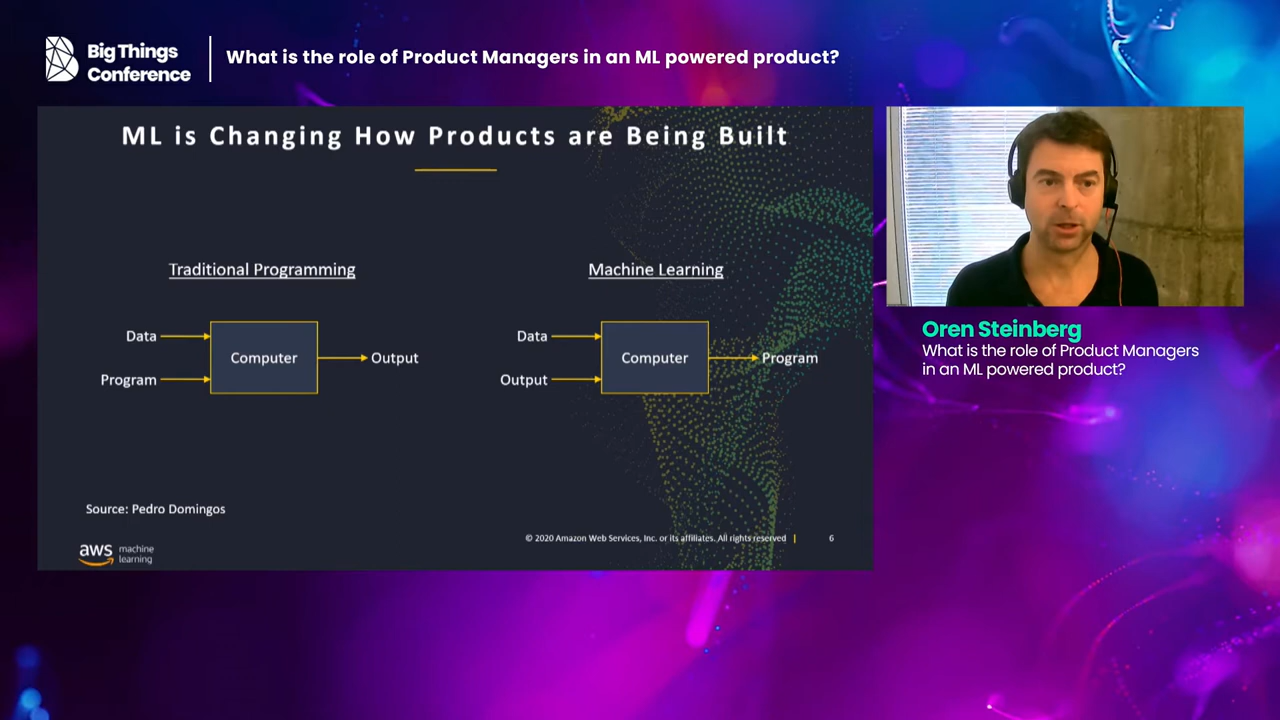 Big Things
Conference
What is the role of Product Managers in an ML powered product?
ML is Changing How Products are Being Built
Traditional Programming
Data
Program
Computer
Output
Machine Learning
Data
Output
Computer
Program
Source: Pedro Domingos
aws machine
learning
© 2020 Amazon Web Services, Inc. or its affiliates. All rights reserved | 6
Oren Steinberg
What is the role of Product Managers
in an ML powered product?